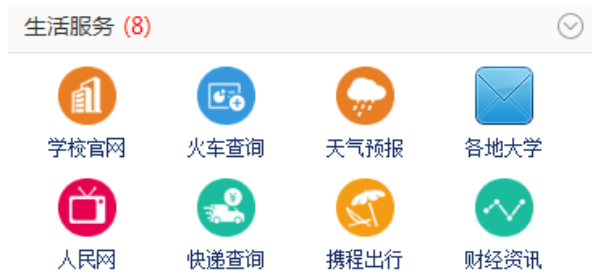 生活服务 (8)
学校官网 火车查询 天气预报 各地大学
¥
人民网 快递查询 携程出行 财经资讯